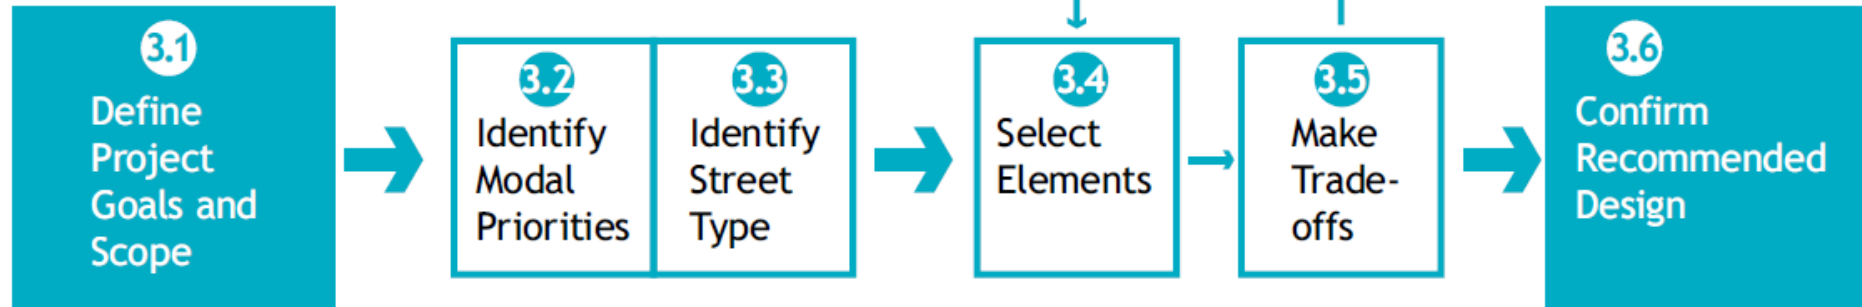 3.1
Define
Project
Goals and
Scope
3.2
Identify
Modal
Priorities
3.3
Identify
Street
Type
3.4
Select
Elements
3.5
Make
Trade-
offs
3.6
Confirm
Recommended
Design